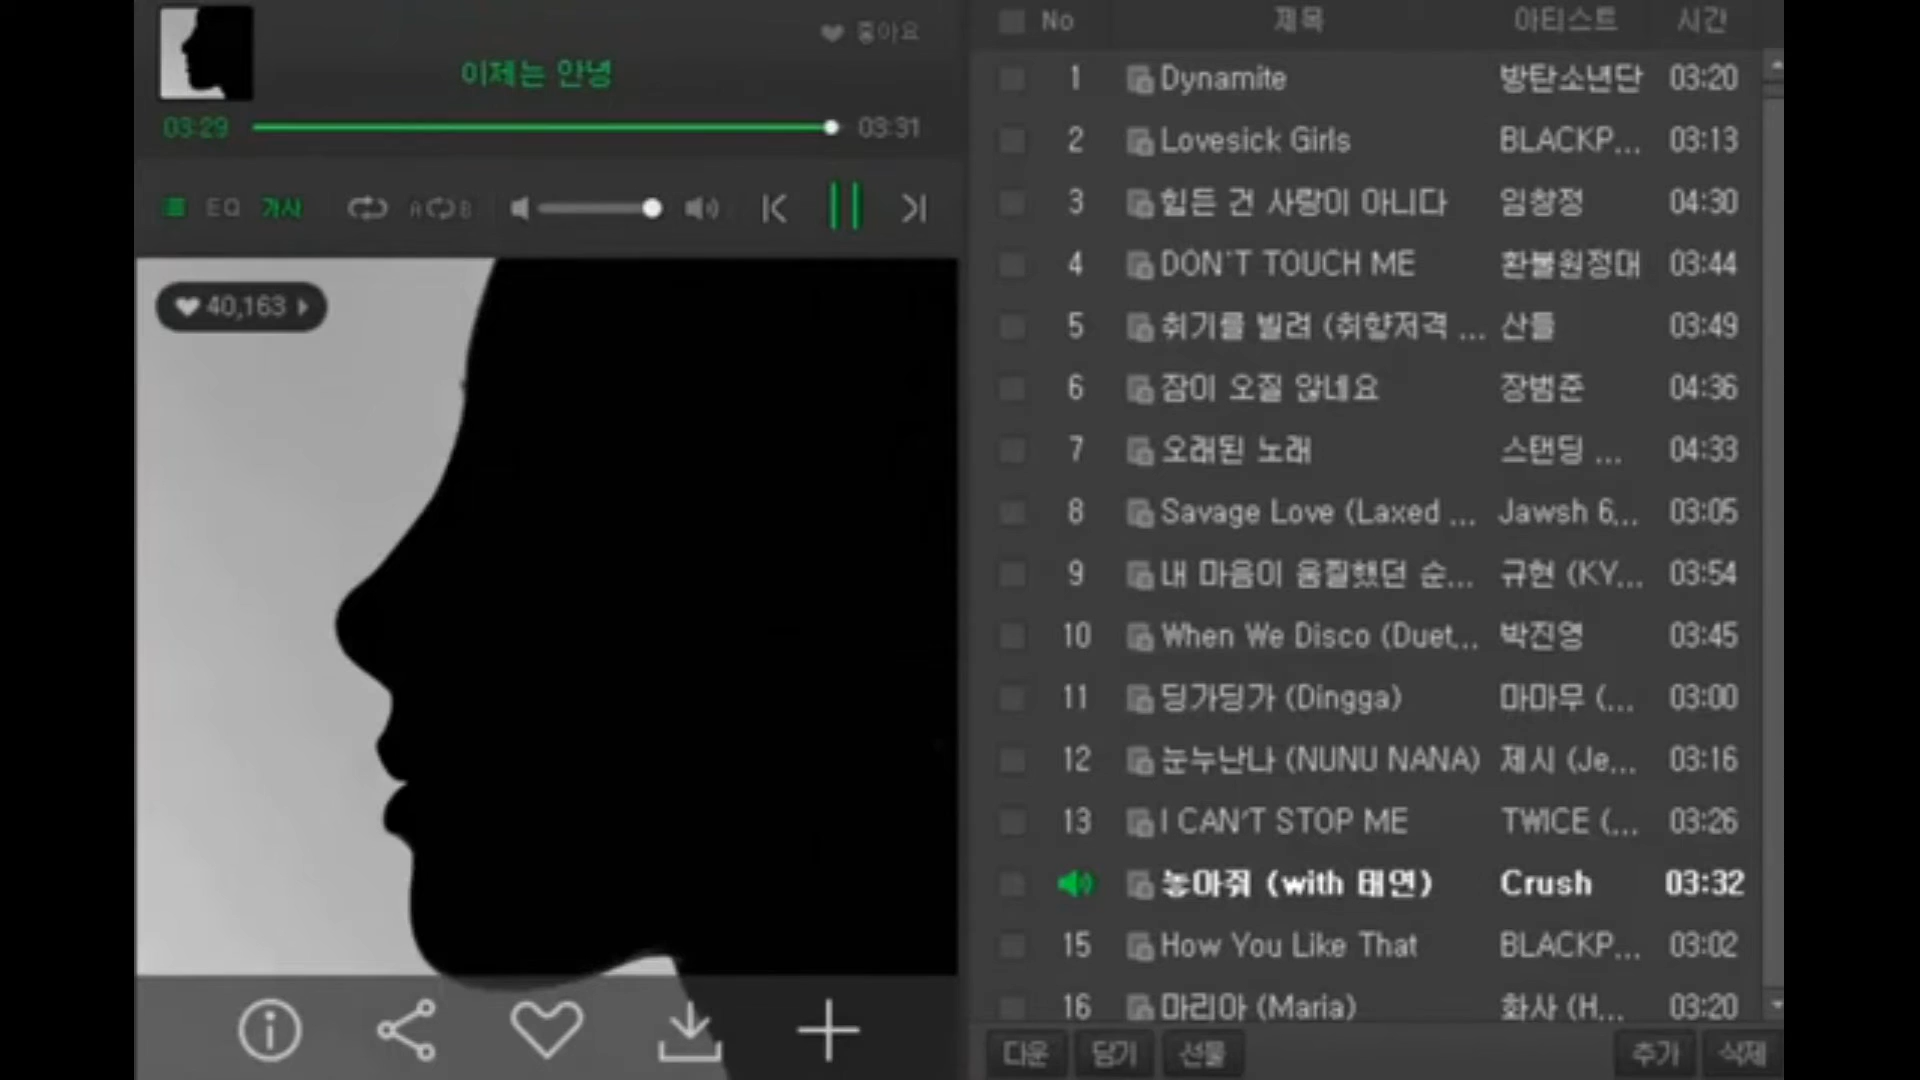 좋아요
이제는 안녕
03:29 03:31
EQ 가사 A B
40,163
No 제목 아티스트 시간
1 Dynamite 방탄소년단 03:20
2 Lovesick Girls BLACKP... 03:13
3 힘든 건 사랑이 아니다 임창정 04:30
4 DON'T TOUCH ME 환불원정대 03:44
5 취기를 빌려 (취향저격 ... 산들 03:49
6 잠이 오질 않네요 장범준 04:36
7 오래된 노래 스탠딩 ... 04:33
8 Savage Love (Laxed ... Jawsh 6... 03:05
9 내 마음이 움찔했던 순... 규현 (KY... 03:54
10 When We Disco (Duet... 박진영 03:45
11 딩가딩가 (Dingga) 마마무 (... 03:00
12 눈누난나 (NUNU NANA) 제시 (Je... 03:16
13 I CAN'T STOP ME TWICE (... 03:26
놓아줘 (with 태연) Crush 03:32
15 How You Like That BLACKP... 03:02
16 마리아 (Maria) 화사 (H... 03:20
다운 담기 선물 추가 삭제